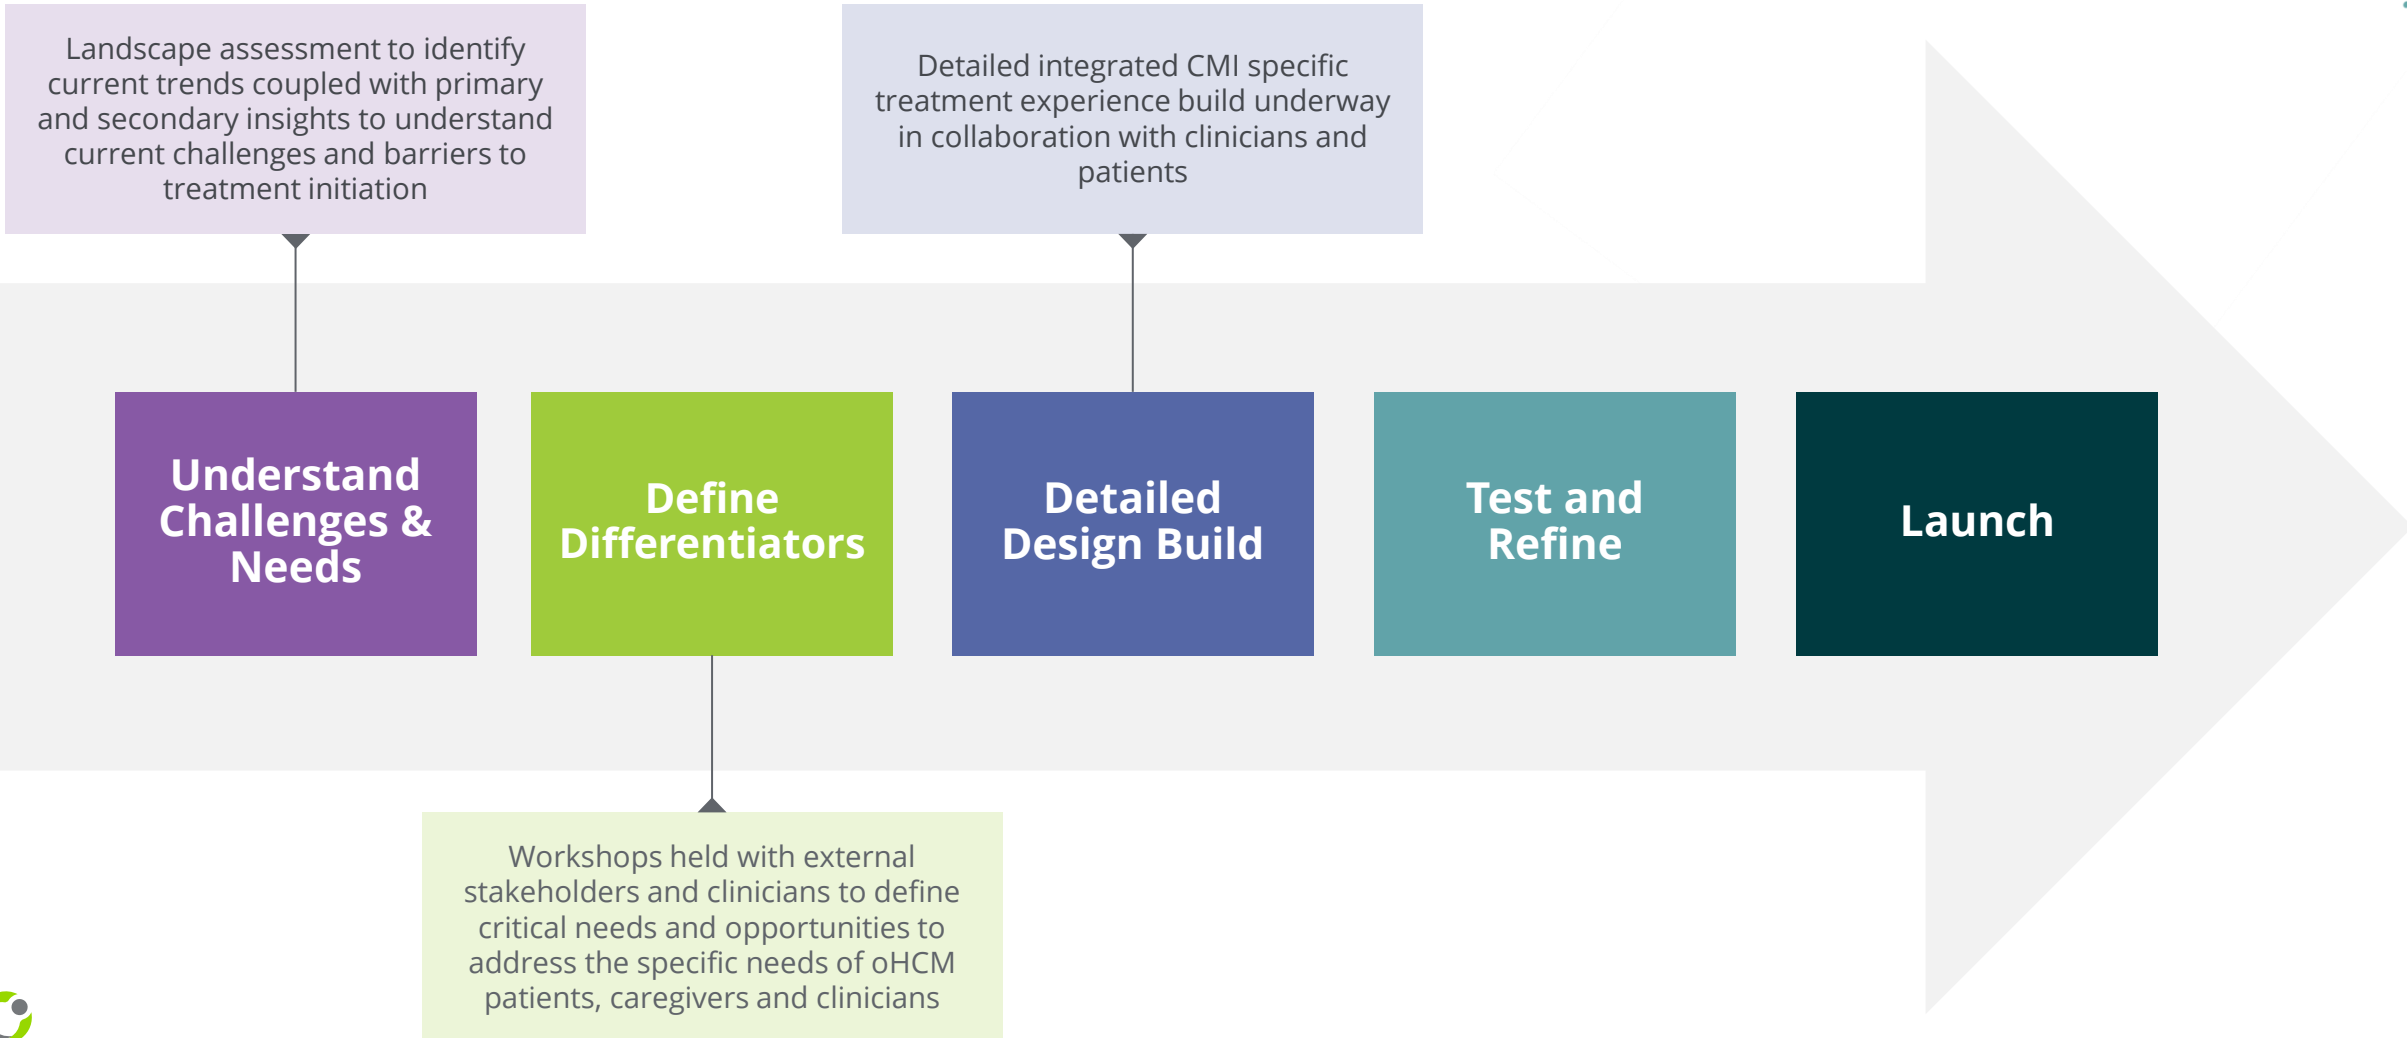 Landscape assessment to identify
current trends coupled with primary
and secondary insights to understand
current challenges and barriers to
treatment initiation
Detailed integrated CMI specific
treatment experience build underway
in collaboration with clinicians and
patients
Understand
Challenges &
Needs
Define
Differentiators
Detailed
Design Build
Test and
Refine
Launch
Workshops held with external
stakeholders and clinicians to define
critical needs and opportunities to
address the specific needs of oHCM
patients, caregivers and clinicians